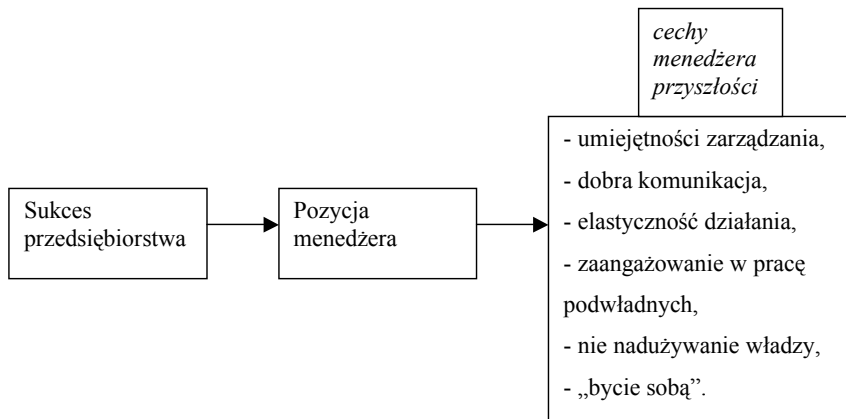 cechy
menedżera
przyszłości
Sukces
przedsiębiorstwa
Pozycja
menedżera
- umiejętności zarządzania,
- dobra komunikacja,
- elastyczność działania,
- zaangażowanie w pracę
podwładnych,
- nie nadużywanie władzy,
- „bycie sobą”.